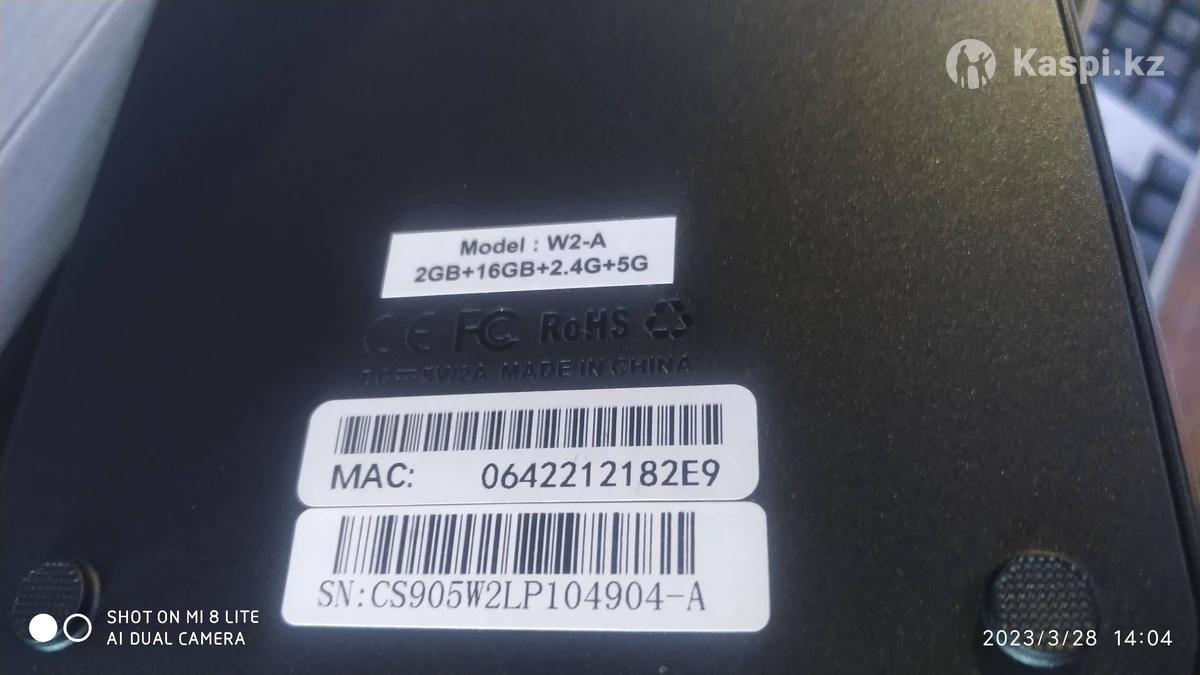 Kaspi.kz
Model : W2-A
2GB+16GB+2.4G+5G
CE FC RoHS
DC⎓5V/2A MADE IN CHINA
MAC: 0642212182E9
SN:CS905W2LP104904-A
SHOT ON MI 8 LITE
AI DUAL CAMERA
2023/3/28 14:04